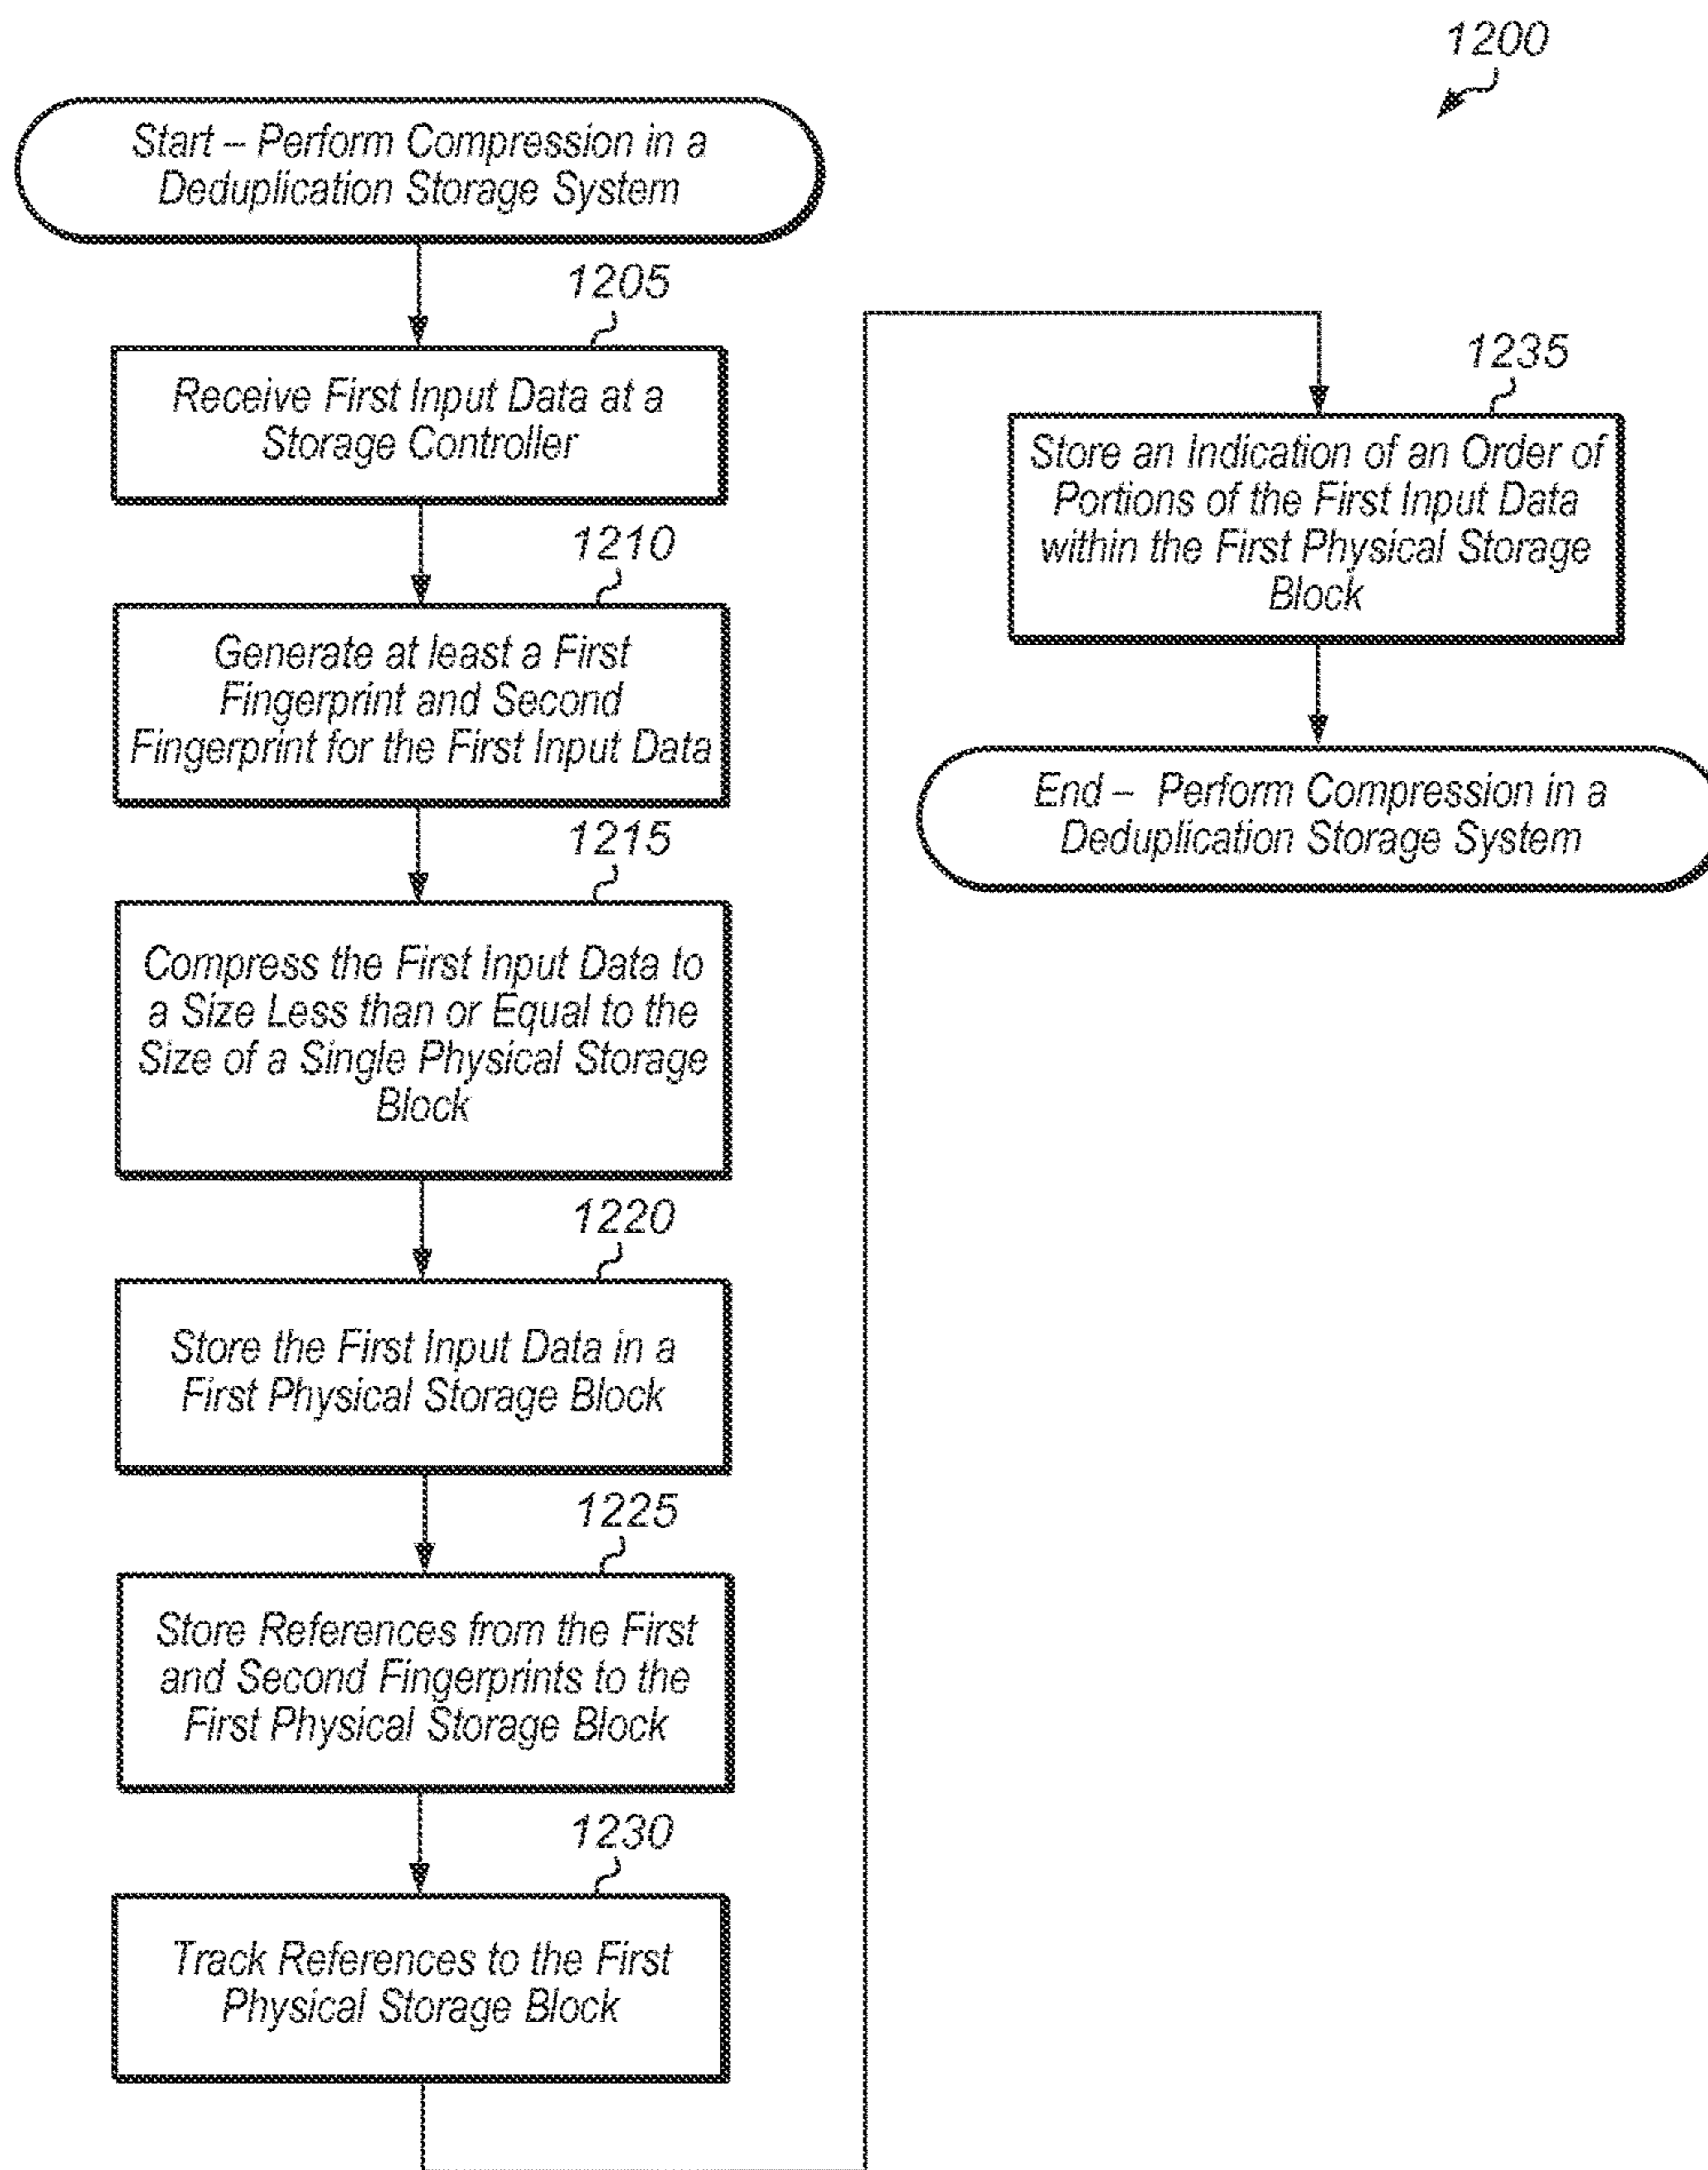 1200
Start – Perform Compression in a
Deduplication Storage System
1205
Receive First Input Data at a
Storage Controller
1210
Generate at least a First
Fingerprint and Second
Fingerprint for the First Input Data
1215
Compress the First Input Data to
a Size Less than or Equal to the
Size of a Single Physical Storage
Block
1220
Store the First Input Data in a
First Physical Storage Block
1225
Store References from the First
and Second Fingerprints to the
First Physical Storage Block
1230
Track References to the First
Physical Storage Block
1235
Store an Indication of an Order of
Portions of the First Input Data
within the First Physical Storage
Block
End – Perform Compression in a
Deduplication Storage System